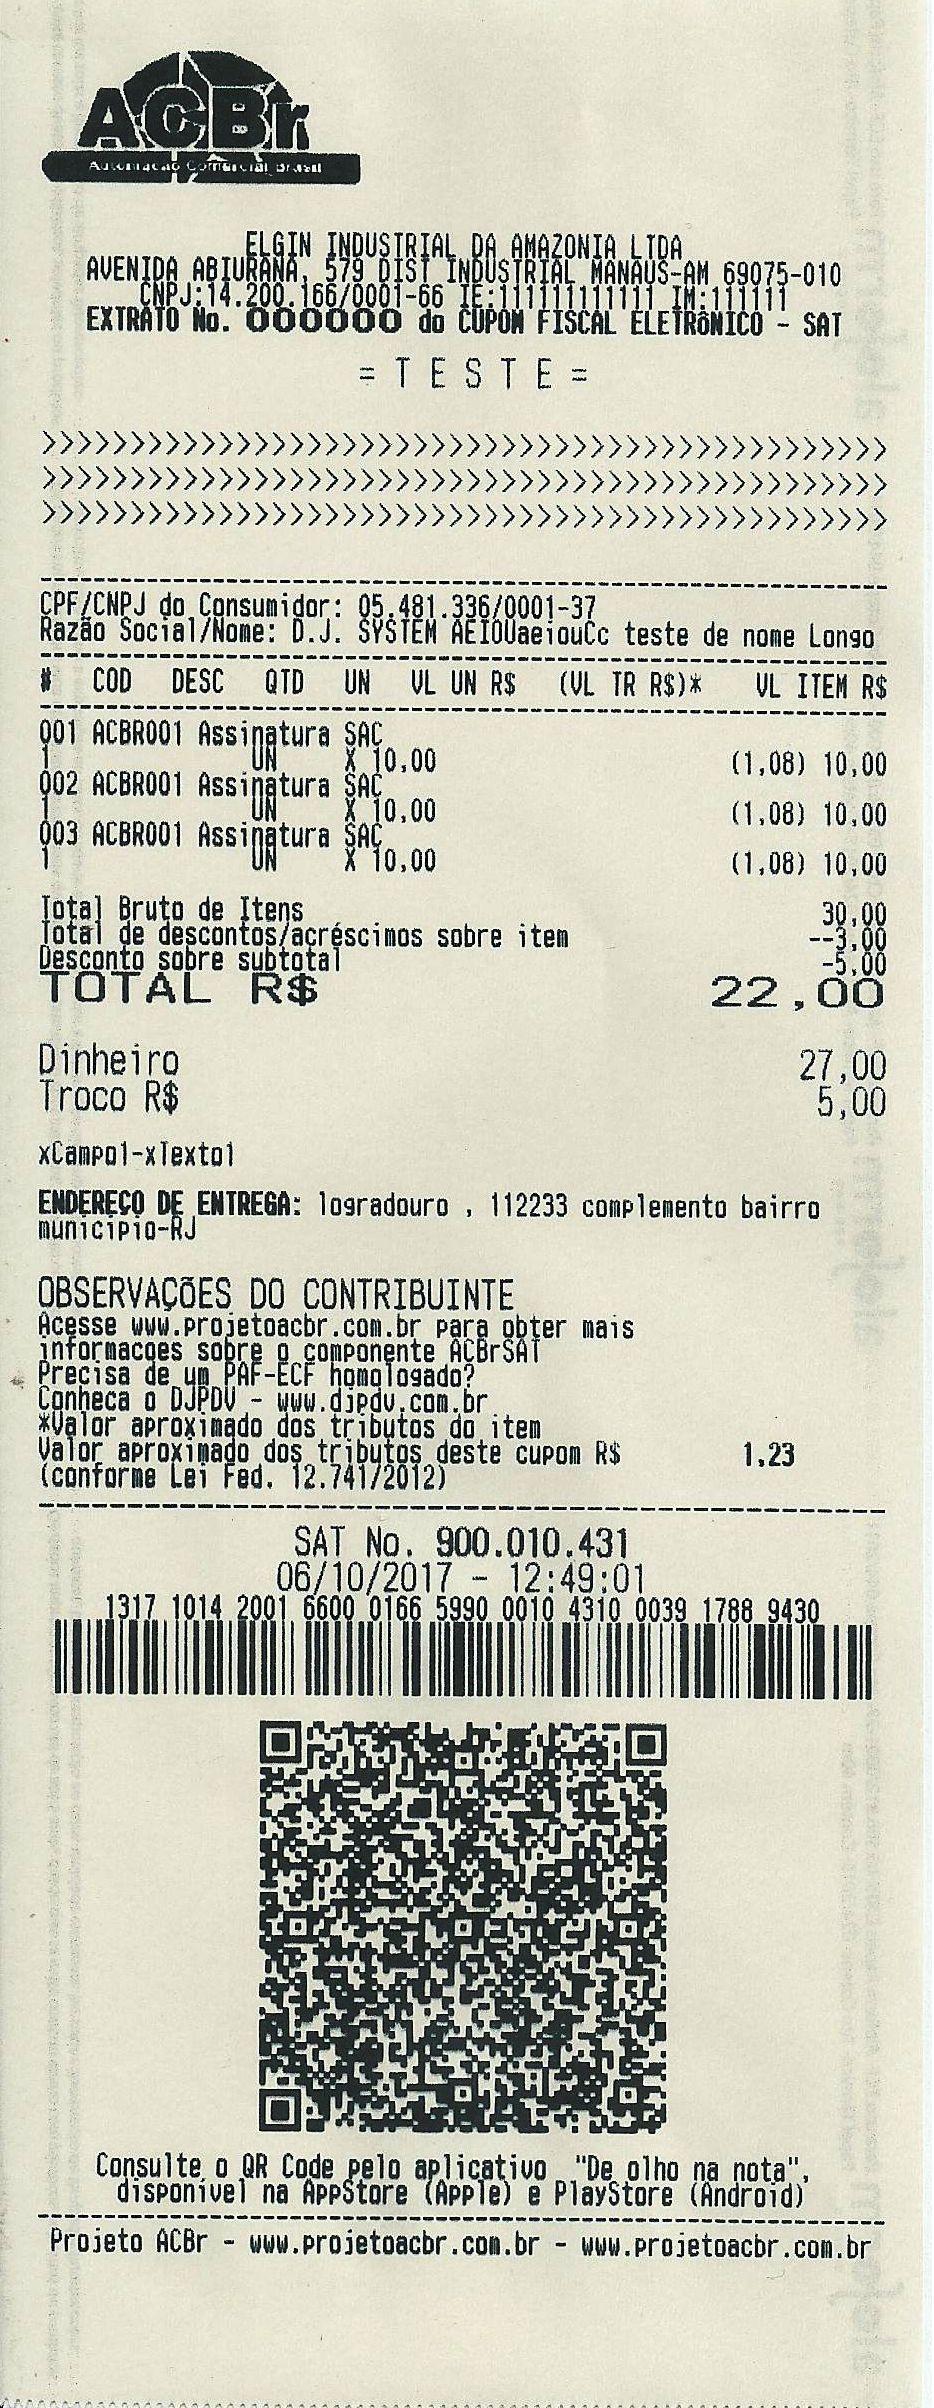 ACBr
Automação Comercial Brasil
ELGIN INDUSTRIAL DA AMAZONIA LTDA
AVENIDA ABIURANA, 579 DIST INDUSTRIAL MANAUS-AM 69075-010
CNPJ:14.200.166/0001-66 IE:111111111111 IM:111111
EXTRATO No. 000000 do CUPOM FISCAL ELETRôNICO - SAT
= T E S T E =
>>>>>>>>>>>>>>>>>>>>>>>>>>>>>>>>>>>>>>>>>>>>>>>>
>>>>>>>>>>>>>>>>>>>>>>>>>>>>>>>>>>>>>>>>>>>>>>>>
>>>>>>>>>>>>>>>>>>>>>>>>>>>>>>>>>>>>>>>>>>>>>>>>
CPF/CNPJ do Consumidor: 05.481.336/0001-37
Razão Social/Nome: D.J. SYSTEM AEIOUaeiouCc teste de nome Longo
# COD DESC QTD UN VL UN R$ (VL TR R$)* VL ITEM R$
001 ACBR001 Assinatura SAC
1 UN X 10,00 (1,08) 10,00
002 ACBR001 Assinatura SAC
1 UN X 10,00 (1,08) 10,00
003 ACBR001 Assinatura SAC
1 UN X 10,00 (1,08) 10,00
Total Bruto de Itens 30,00
Total de descontos/acréscimos sobre item --3,00
Desconto sobre subtotal -5,00
TOTAL R$ 22,00
Dinheiro 27,00
Troco R$ 5,00
xCampo1-xTexto1
ENDEREÇO DE ENTREGA: logradouro , 112233 complemento bairro
municipio-RJ
OBSERVAÇõES DO CONTRIBUINTE
Acesse www.projetoacbr.com.br para obter mais
informacoes sobre o componente ACBrSAT
Precisa de um PAF-ECF homologado?
Conheca o DJPDV - www.djpdv.com.br
*Valor aproximado dos tributos do item
Valor aproximado dos tributos deste cupom R$ 1,23
(conforme Lei Fed. 12.741/2012)
SAT No. 900.010.431
06/10/2017 - 12:49:01
1317 1014 2001 6600 0166 5990 0010 4310 0039 1788 9430
Consulte o QR Code pelo aplicativo "De olho na nota",
disponível na AppStore (Apple) e PlayStore (Android)
Projeto ACBr - www.projetoacbr.com.br - www.projetoacbr.com.br